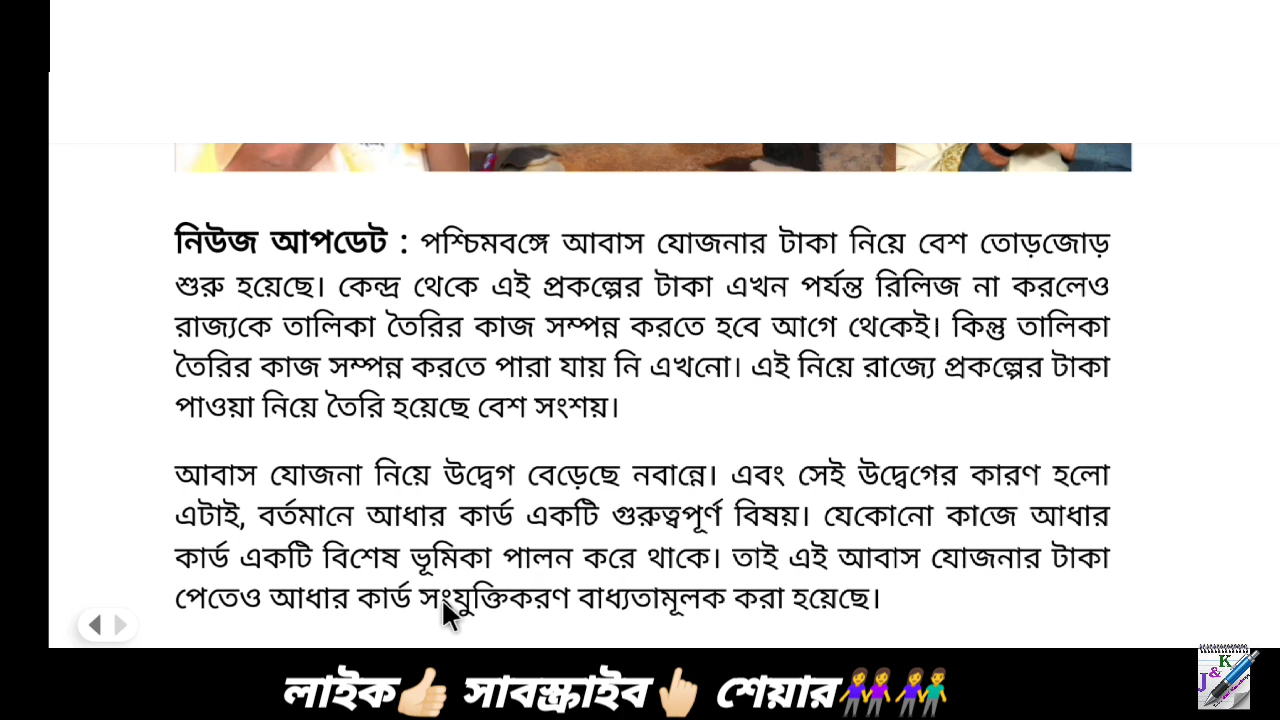 নিউজ আপডেট : পশ্চিমবঙ্গে আবাস যোজনার টাকা নিয়ে বেশ তোড়জোড়
শুরু হয়েছে। কেন্দ্র থেকে এই প্রকল্পের টাকা এখন পর্যন্ত রিলিজ না করলেও
রাজ্যকে তালিকা তৈরির কাজ সম্পন্ন করতে হবে আগে থেকেই। কিন্তু তালিকা
তৈরির কাজ সম্পন্ন করতে পারা যায় নি এখনো। এই নিয়ে রাজ্যে প্রকল্পের টাকা
পাওয়া নিয়ে তৈরি হয়েছে বেশ সংশয়।
আবাস যোজনা নিয়ে উদ্বেগ বেড়েছে নবান্নে। এবং সেই উদ্বেগের কারণ হলো
এটাই, বর্তমানে আধার কার্ড একটি গুরুত্বপূর্ণ বিষয়। যেকোনো কাজে আধার
কার্ড একটি বিশেষ ভূমিকা পালন করে থাকে। তাই এই আবাস যোজনার টাকা
পেতেও আধার কার্ড সংযুক্তিকরণ বাধ্যতামূলক করা হয়েছে।
লাইক👍🏻 সাবস্ক্রাইব👆🏻 শেয়ার👭👫
J&K